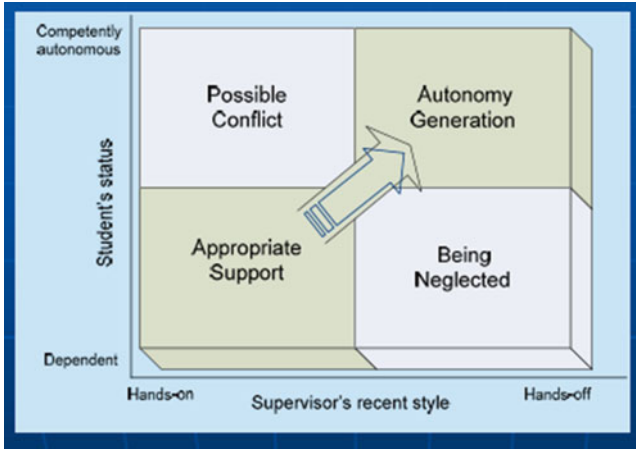 Competently
autonomous
Possible
Conflict
Autonomy
Generation
Student's status
Appropriate
Support
Being
Neglected
Dependent
Hands-on
Supervisor's recent style
Hands-off